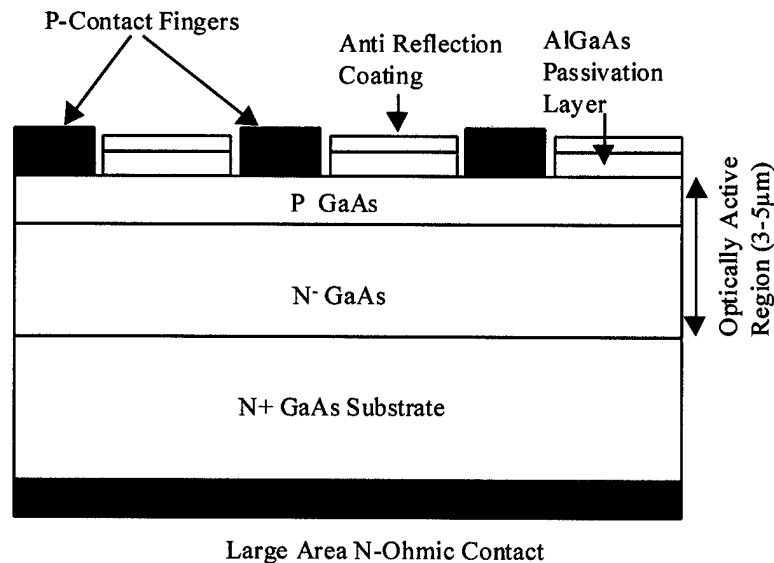 P-Contact Fingers
Anti Reflection
Coating
AlGaAs
Passivation
Layer
P GaAs
N- GaAs
N+ GaAs Substrate
Optically Active
Region (3-5μm)
Large Area N-Ohmic Contact